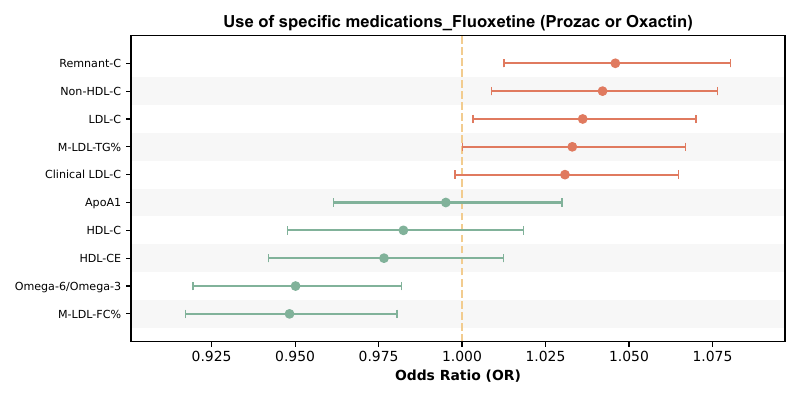 Use of specific medications_Fluoxetine (Prozac or Oxactin)
Remnant-C
Non-HDL-C
LDL-C
M-LDL-TG%
Clinical LDL-C
ApoA1
HDL-C
HDL-CE
Omega-6/Omega-3
M-LDL-FC%
0.925 0.950 0.975 1.000 1.025 1.050 1.075
Odds Ratio (OR)